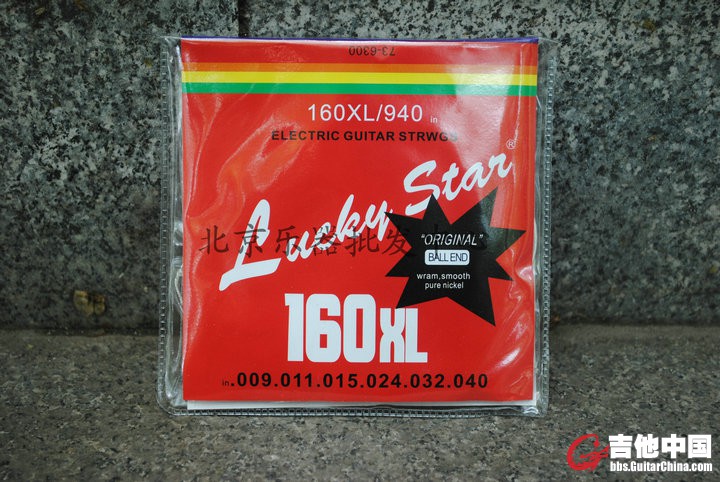 73-6300
160XL/940 in
ELECTRIC GUITAR STRWGS
Lucky Star®
北京乐器批发
"ORIGINAL"
BALL END
wram,smooth
pure nickel
160XL
in.009.011.015.024.032.040
吉他中国
bbs.GuitarChina.com